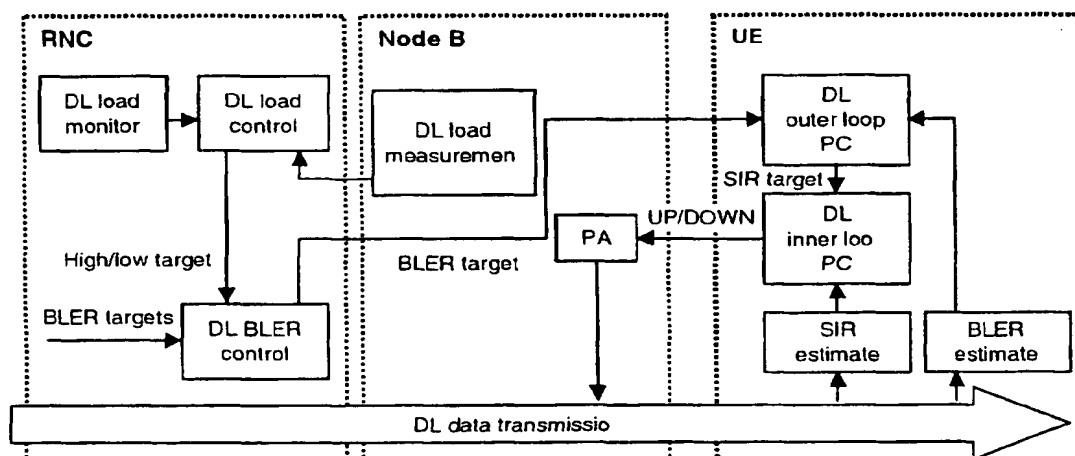 RNC
Node B
UE
DL load
monitor
DL load
control
DL load
measuremen
DL
outer loop
PC
SIR target
UP/DOWN
PA
DL
inner loo
PC
High/low target
BLER target
BLER targets
DL BLER
control
SIR
estimate
BLER
estimate
DL data transmissio